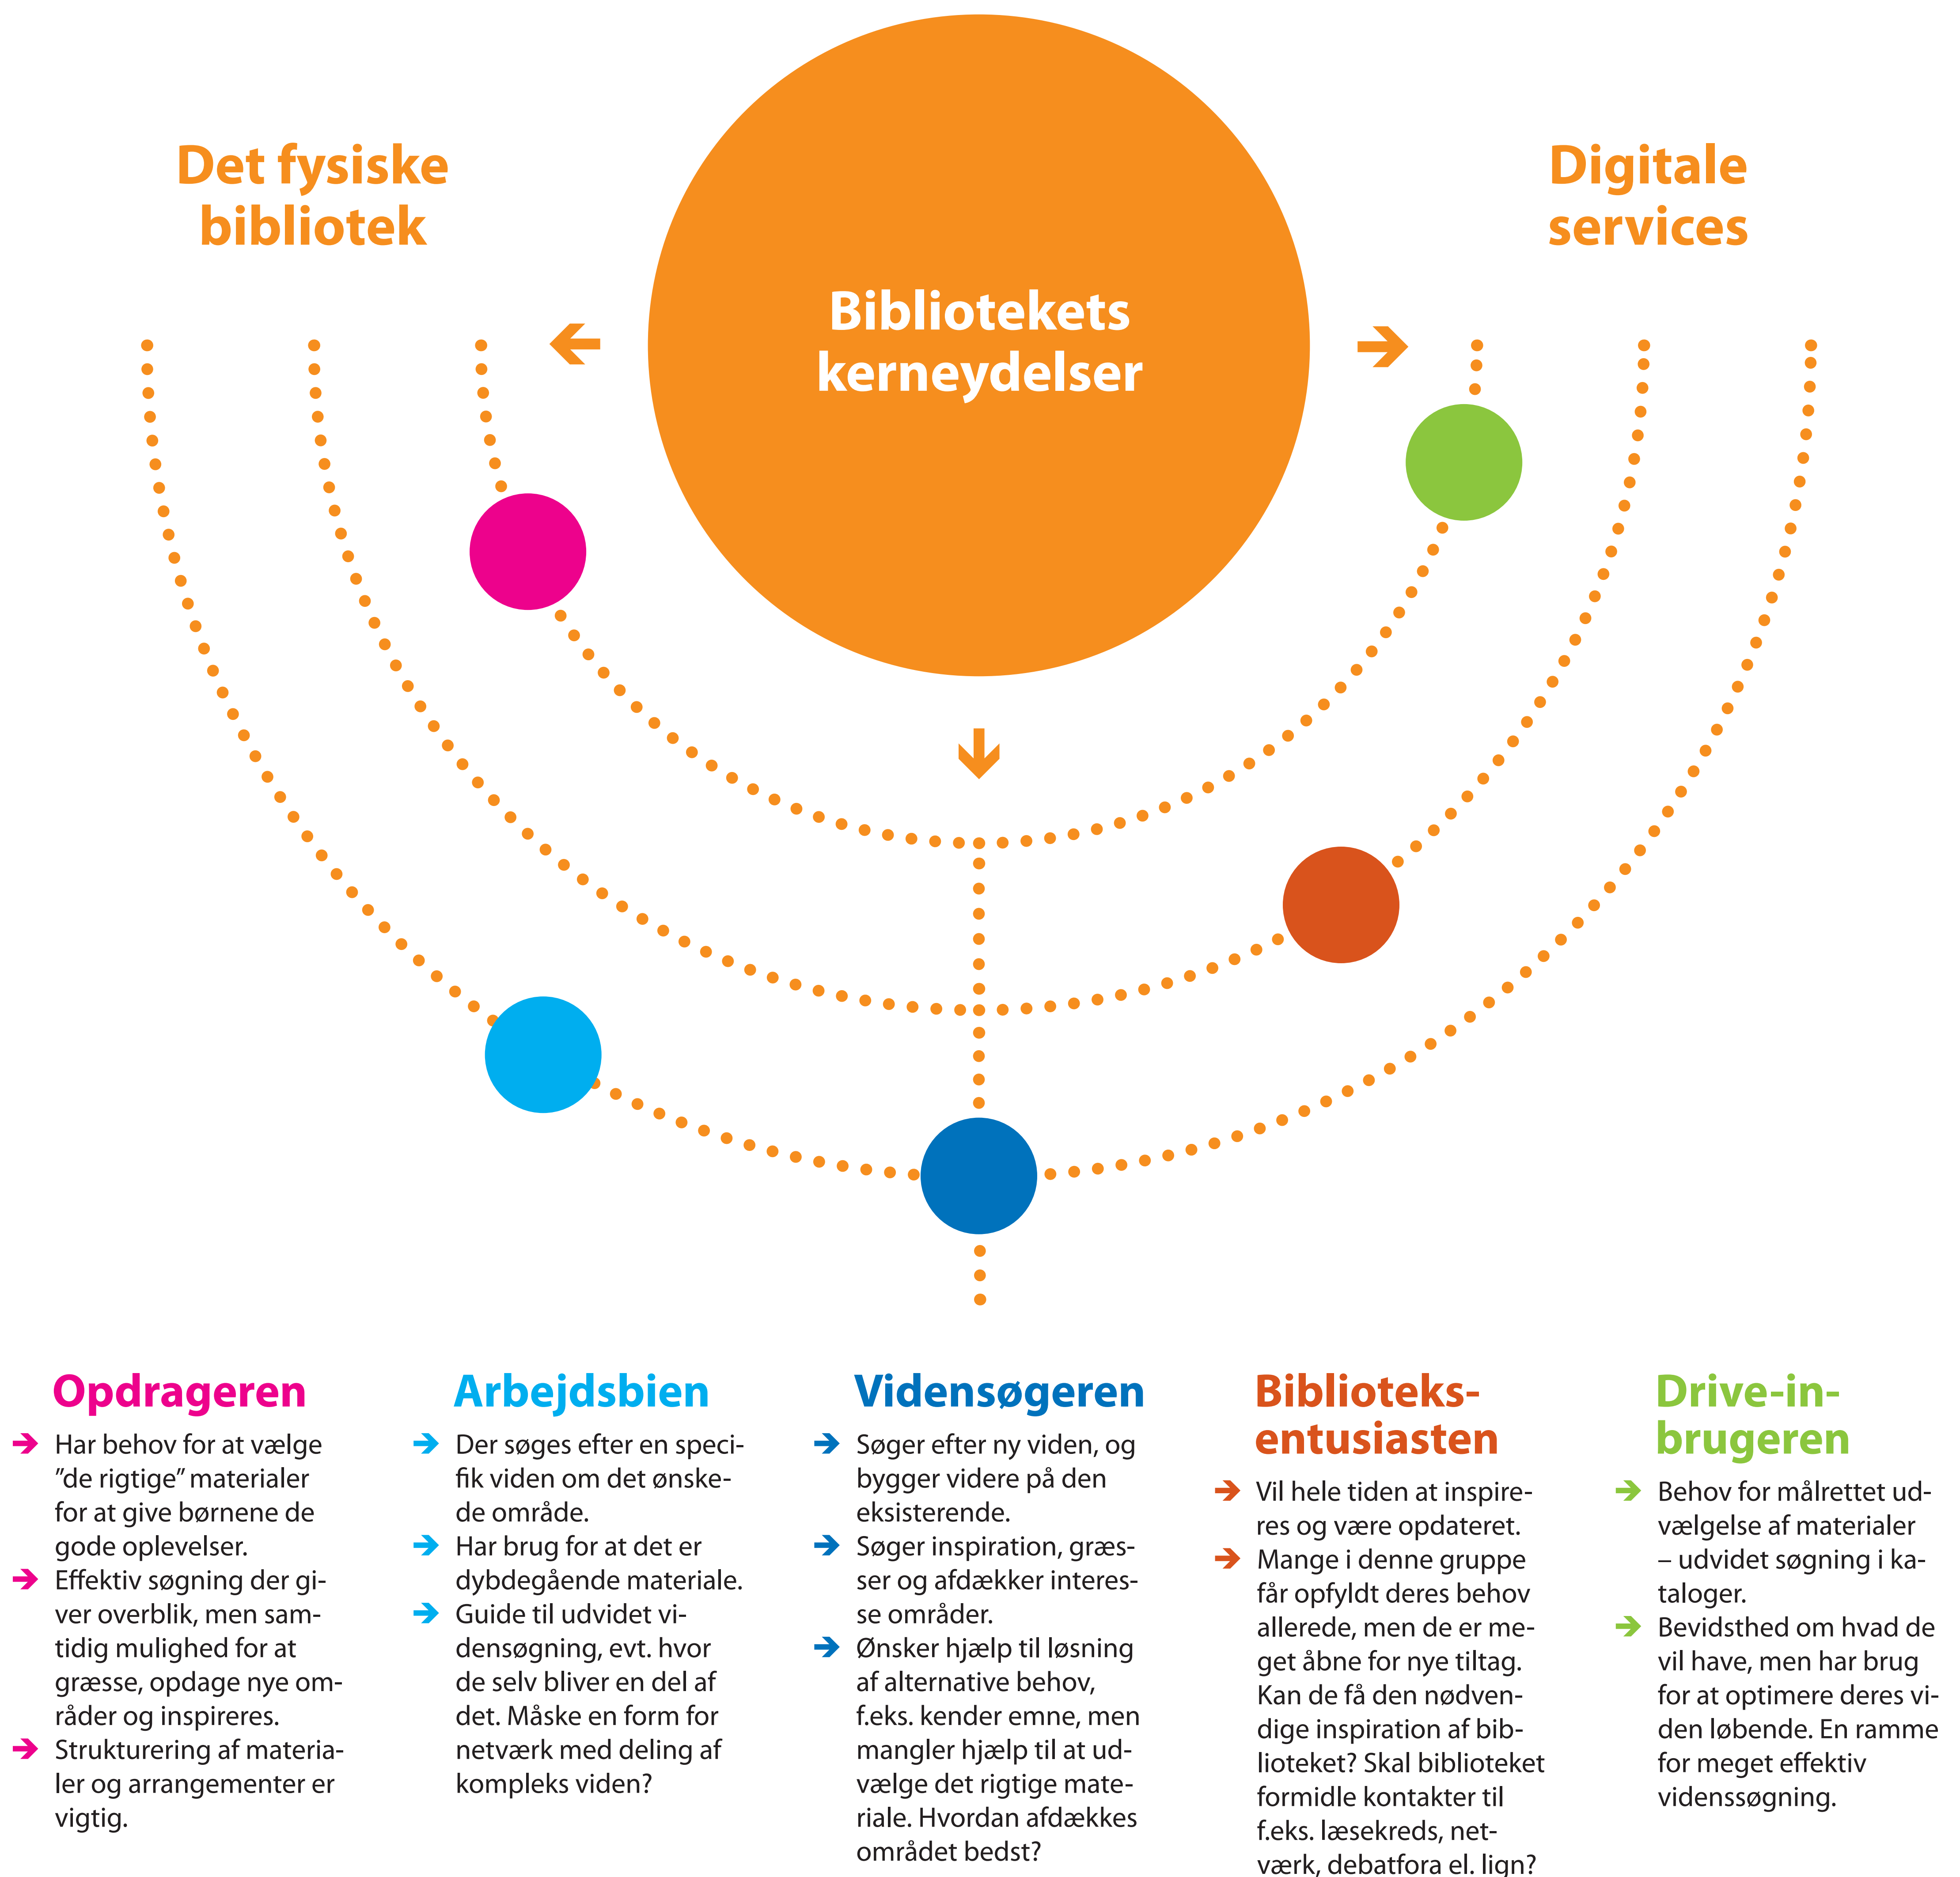 Det fysiske
bibliotek
Digitale
services
Bibliotekets
kerneydelser
Opdrageren
Har behov for at vælge
”de rigtige” materialer
for at give børnene de
gode oplevelser.
Effektiv søgning der gi-
ver overblik, men sam-
tidig mulighed for at
græsse, opdage nye om-
råder og inspireres.
Strukturering af materia-
ler og arrangementer er
vigtig.
Arbejdsbien
Der søges efter en speci-
fik viden om det ønske-
de område.
Har brug for at det er
dybdegående materiale.
Guide til udvidet vi-
densøgning, evt. hvor
de selv bliver en del af
det. Måske en form for
netværk med deling af
kompleks viden?
Vidensøgeren
Søger efter ny viden, og
bygger videre på den
eksisterende.
Søger inspiration, græs-
ser og afdækker interes-
se områder.
Ønsker hjælp til løsning
af alternative behov,
f.eks. kender emne, men
mangler hjælp til at ud-
vælge det rigtige mate-
riale. Hvordan afdækkes
området bedst?
Biblioteks-
entusiasten
Vil hele tiden at inspire-
res og være opdateret.
Mange i denne gruppe
får opfyldt deres behov
allerede, men de er me-
get åbne for nye tiltag.
Kan de få den nødven-
dige inspiration af bib-
lioteket? Skal biblioteket
formidle kontakter til
f.eks. læsekreds, net-
værk, debatfora el. lign?
Drive-in-
brugeren
Behov for målrettet ud-
vælgelse af materialer
– udvidet søgning i ka-
taloger.
Bevidsthed om hvad de
vil have, men har brug
for at optimere deres vi-
den løbende. En ramme
for meget effektiv
videnssøgning.